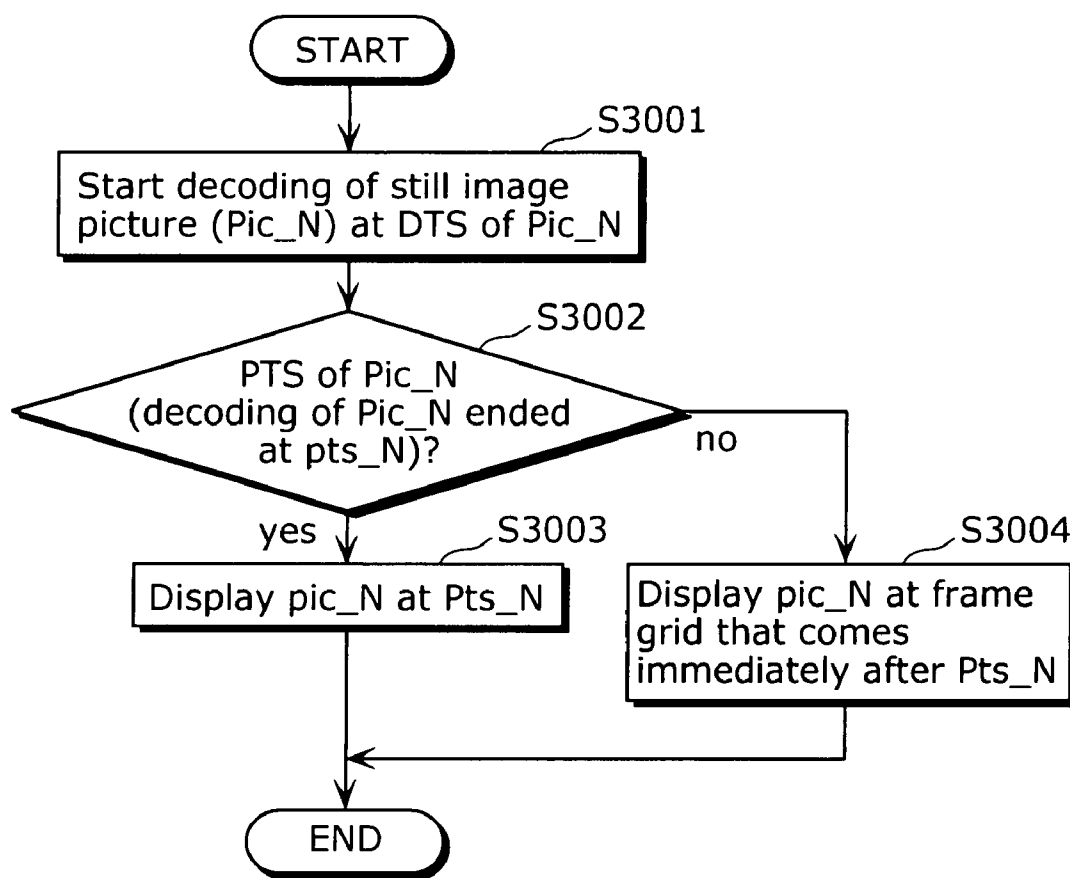 START
S3001
Start decoding of still image
picture (Pic_N) at DTS of Pic_N
S3002
PTS of Pic_N
(decoding of Pic_N ended
at pts_N)?
no
yes
S3003
Display pic_N at Pts_N
S3004
Display pic_N at frame
grid that comes
immediately after Pts_N
END